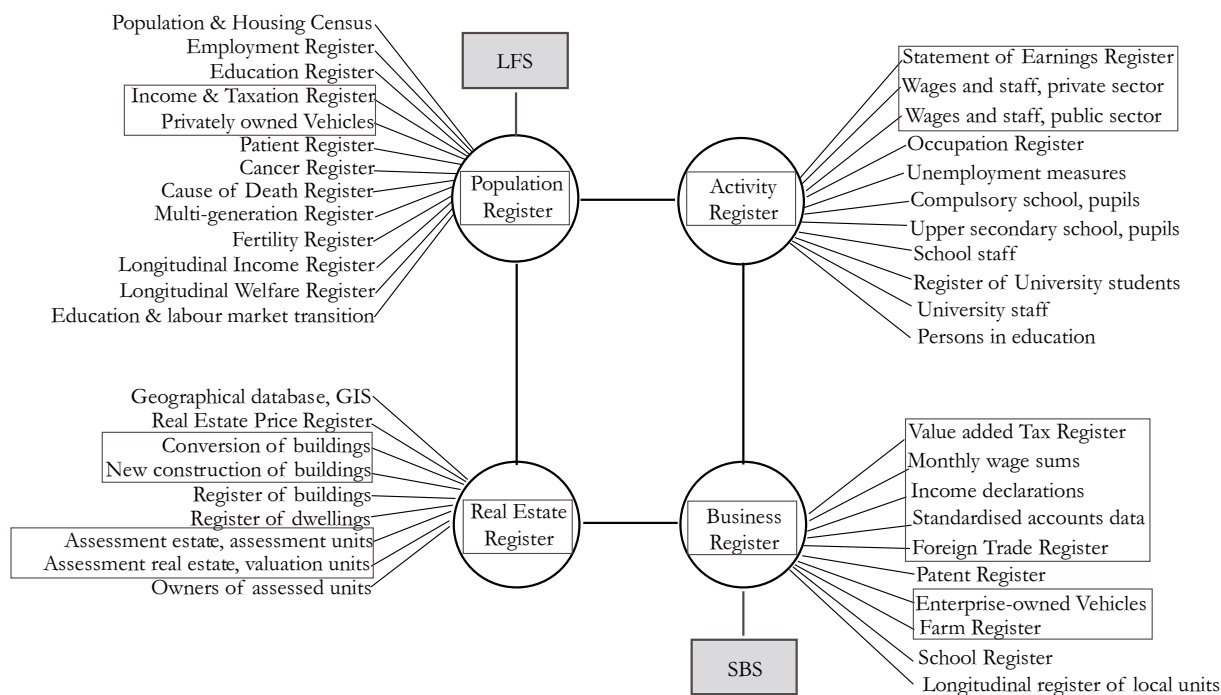 Population & Housing Census
Employment Register
Education Register
Income & Taxation Register
Privately owned Vehicles
Patient Register
Cancer Register
Cause of Death Register
Multi-generation Register
Fertility Register
Longitudinal Income Register
Longitudinal Welfare Register
Education & labour market transition
LFS
Population
Register
Activity
Register
Statement of Earnings Register
Wages and staff, private sector
Wages and staff, public sector
Occupation Register
Unemployment measures
Compulsory school, pupils
Upper secondary school, pupils
School staff
Register of University students
University staff
Persons in education
Geographical database, GIS
Real Estate Price Register
Conversion of buildings
New construction of buildings
Register of buildings
Register of dwellings
Assessment estate, assessment units
Assessment real estate, valuation units
Owners of assessed units
Real Estate
Register
Business
Register
SBS
Value added Tax Register
Monthly wage sums
Income declarations
Standardised accounts data
Foreign Trade Register
Patent Register
Enterprise-owned Vehicles
Farm Register
School Register
Longitudinal register of local units